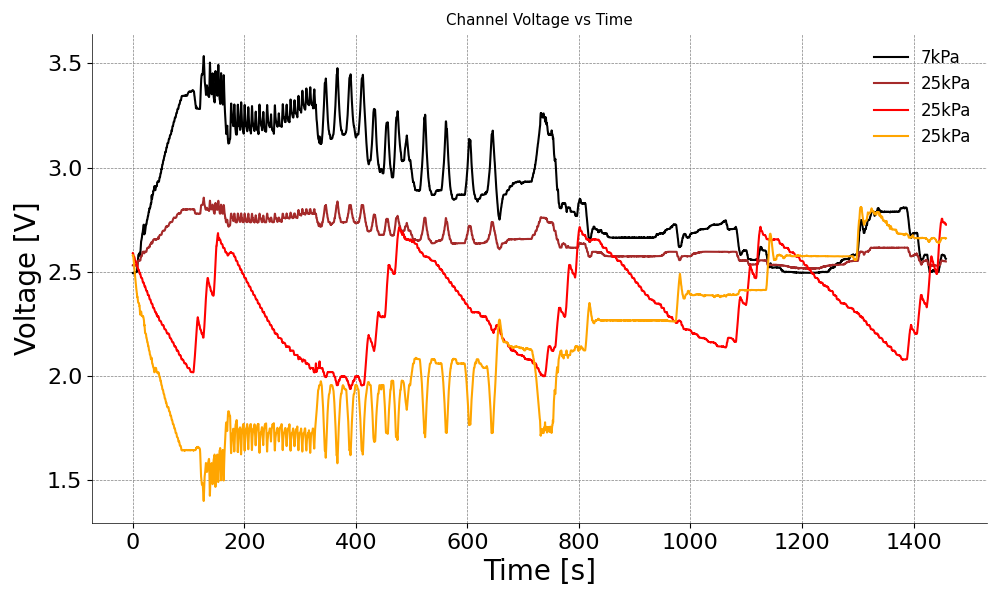 Channel Voltage vs Time
3.5
3.0
2.5
2.0
1.5
Voltage [V]
7kPa
25kPa
25kPa
25kPa
0 200 400 600 800 1000 1200 1400
Time [s]